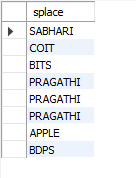 splace
SABHARI
COIT
BITS
PRAGATHI
PRAGATHI
PRAGATHI
APPLE
BDPS